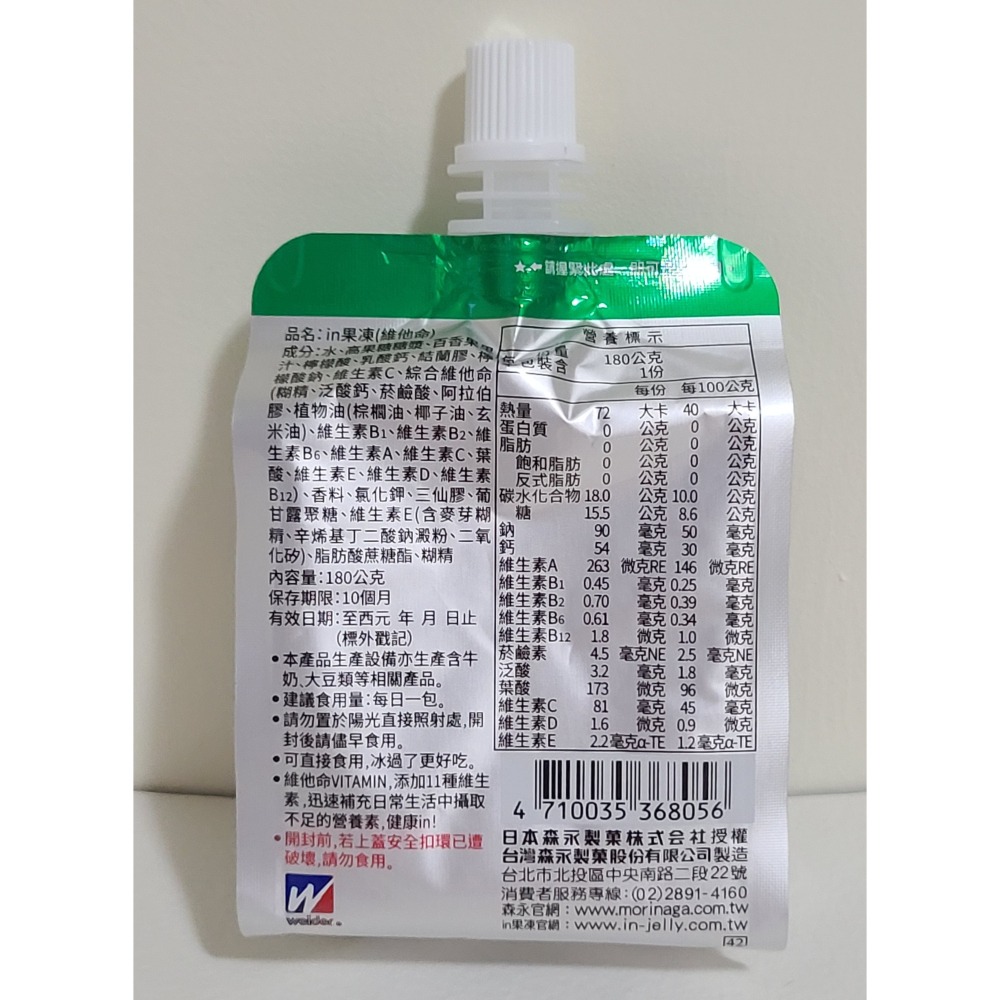 ★←請握緊此處
品名:in果凍(維他命)
成分:水、高果糖糖漿、百香果
汁、檸檬酸、乳酸鈣、結蘭膠、檸
檬酸鈉、維生素C、綜合維他命
(糊精、泛酸鈣、菸鹼酸、阿拉伯
膠、植物油(棕櫚油、椰子油、玄
米油)、維生素B1、維生素B2、維
生素B6、維生素A、維生素C、葉
酸、維生素E、維生素D、維生素
B12)、香料、氯化鉀、三仙膠、葡
甘露聚糖、維生素E(含麥芽糊
精、辛烯基丁二酸鈉澱粉、二氧
化矽)、脂肪酸蔗糖酯、糊精
內容量:180公克
保存期限:10個月
有效日期:至西元 年 月 日止
(標外戳記)
•本產品生產設備亦生產含牛
奶、大豆類等相關產品。
•建議食用量:每日一包。
•請勿置於陽光直接照射處,開
封後請儘早食用。
•可直接食用,冰過了更好吃。
•維他命VITAMIN,添加11種維生
素,迅速補充日常生活中攝取
不足的營養素,健康in!
•開封前,若上蓋安全扣環已遭
破壞,請勿食用。
W
weider®
營養標示
量 180公克
包裝含 1份
每份 每100公克
熱量 72 大卡 40 大卡
蛋白質 0 公克 0 公克
脂肪 0 公克 0 公克
飽和脂肪 0 公克 0 公克
反式脂肪 0 公克 0 公克
碳水化合物 18.0 公克 10.0 公克
糖 15.5 公克 8.6 公克
鈉 90 毫克 50 毫克
鈣 54 毫克 30 毫克
維生素A 263 微克RE 146 微克RE
維生素B1 0.45 毫克 0.25 毫克
維生素B2 0.70 毫克 0.39 毫克
維生素B6 0.61 毫克 0.34 毫克
維生素B12 1.8 微克 1.0 微克
菸鹼素 4.5 毫克NE 2.5 毫克NE
泛酸 3.2 毫克 1.8 毫克
葉酸 173 微克 96 微克
維生素C 81 毫克 45 毫克
維生素D 1.6 微克 0.9 微克
維生素E 2.2 毫克α-TE 1.2 毫克α-TE
4 710035 368056
日本森永製菓株式会社授權
台灣森永製菓股份有限公司製造
台北市北投區中央南路二段22號
消費者服務專線:(02)2891-4160
森永官網:www.morinaga.com.tw
in果凍官網:www.in-jelly.com.tw
42